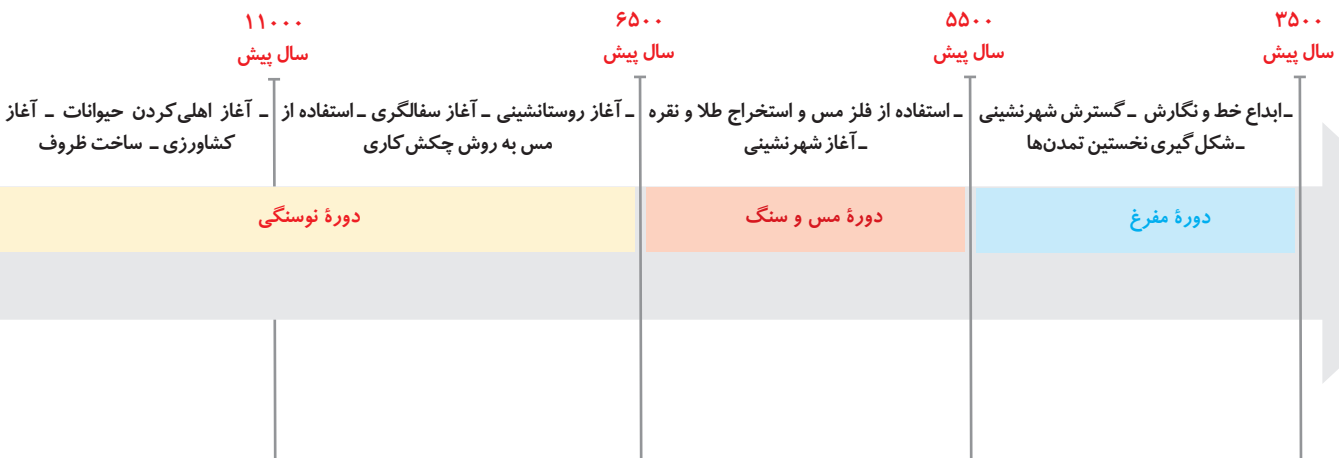 ۱۱۰۰۰
سال پیش
۶۵۰۰
سال پیش
۵۵۰۰
سال پیش
۳۵۰۰
سال پیش
ـ آغاز اهلی کردن حیوانات ـ آغاز
کشاورزی ـ ساخت ظروف
ـ آغاز روستانشینی ـ آغاز سفالگری ـ استفاده از
مس به روش چکش کاری
ـ استفاده از فلز مس و استخراج طلا و نقره
ـ آغاز شهرنشینی
ـ ابداع خط و نگارش ـ گسترش شهرنشینی
ـ شکل گیری نخستین تمدن‌ها
دورهٔ نوسنگی
دورهٔ مس و سنگ
دورهٔ مفرغ